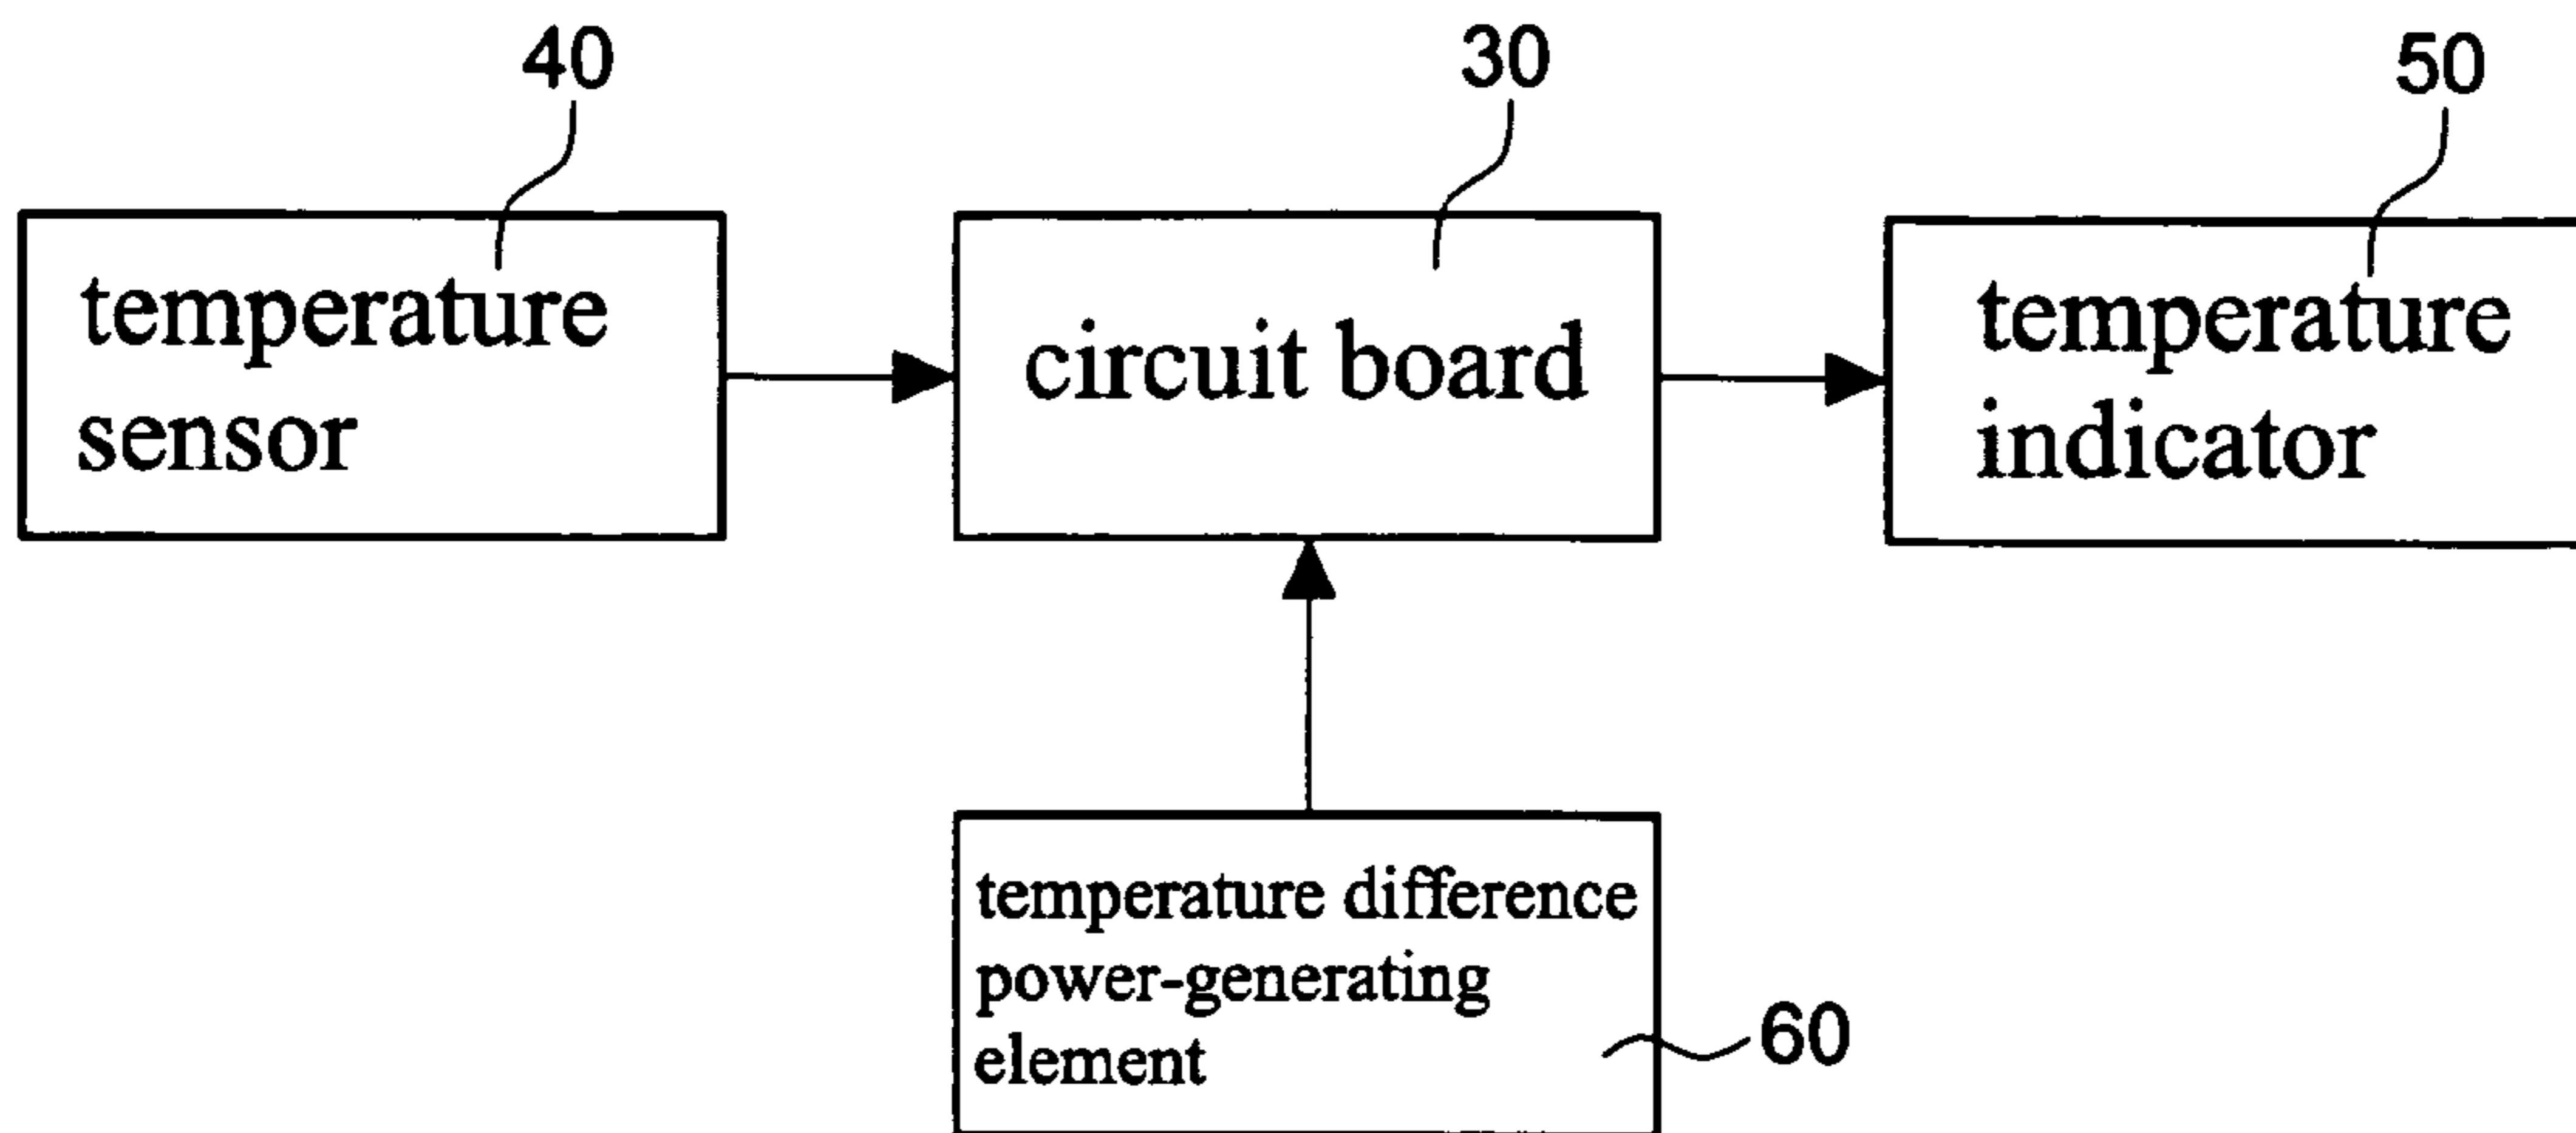 40
30
50
temperature
sensor
circuit board
temperature
indicator
temperature difference
power-generating
element
60